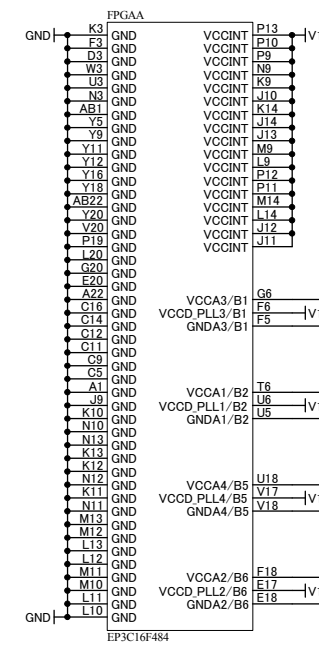 FPGAA
GND K3 GND VCCINT P13 V1
F3 GND VCCINT P10
D3 GND VCCINT P9
W3 GND VCCINT N9
U3 GND VCCINT K9
N3 GND VCCINT J10
AB1 GND VCCINT K14
Y5 GND VCCINT J14
Y9 GND VCCINT J13
Y11 GND VCCINT M9
Y12 GND VCCINT L9
Y16 GND VCCINT P12
Y18 GND VCCINT P11
AB22 GND VCCINT M14
Y20 GND VCCINT L14
V20 GND VCCINT J12
P19 GND VCCINT J11
L20 GND
G20 GND
E20 GND
A22 GND VCCA3/B1 G6
C16 GND VCCD_PLL3/B1 F6 V1
C14 GND GNDA3/B1 F5
C12 GND
C11 GND
C9 GND
C5 GND
A1 GND VCCA1/B2 T6
J9 GND VCCD_PLL1/B2 U6 V1
K10 GND GNDA1/B2 U5
N10 GND
N13 GND
K13 GND
K12 GND
N12 GND VCCA4/B5 U18
K11 GND VCCD_PLL4/B5 V17 V1
N11 GND GNDA4/B5 V18
M13 GND
M12 GND
L13 GND
L12 GND
M11 GND VCCA2/B6 F18
M10 GND VCCD_PLL2/B6 E17 V1
L11 GND GNDA2/B6 E18
GND L10 GND
EP3C16F484